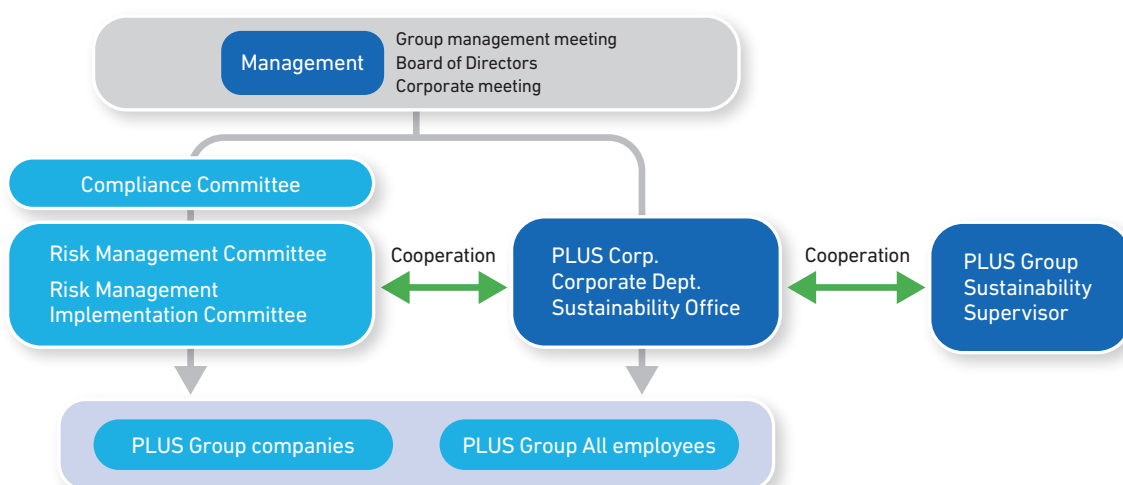 Management
Group management meeting
Board of Directors
Corporate meeting
Compliance Committee
Risk Management Committee
Risk Management
Implementation Committee
Cooperation
PLUS Corp.
Corporate Dept.
Sustainability Office
Cooperation
PLUS Group
Sustainability
Supervisor
PLUS Group companies
PLUS Group All employees